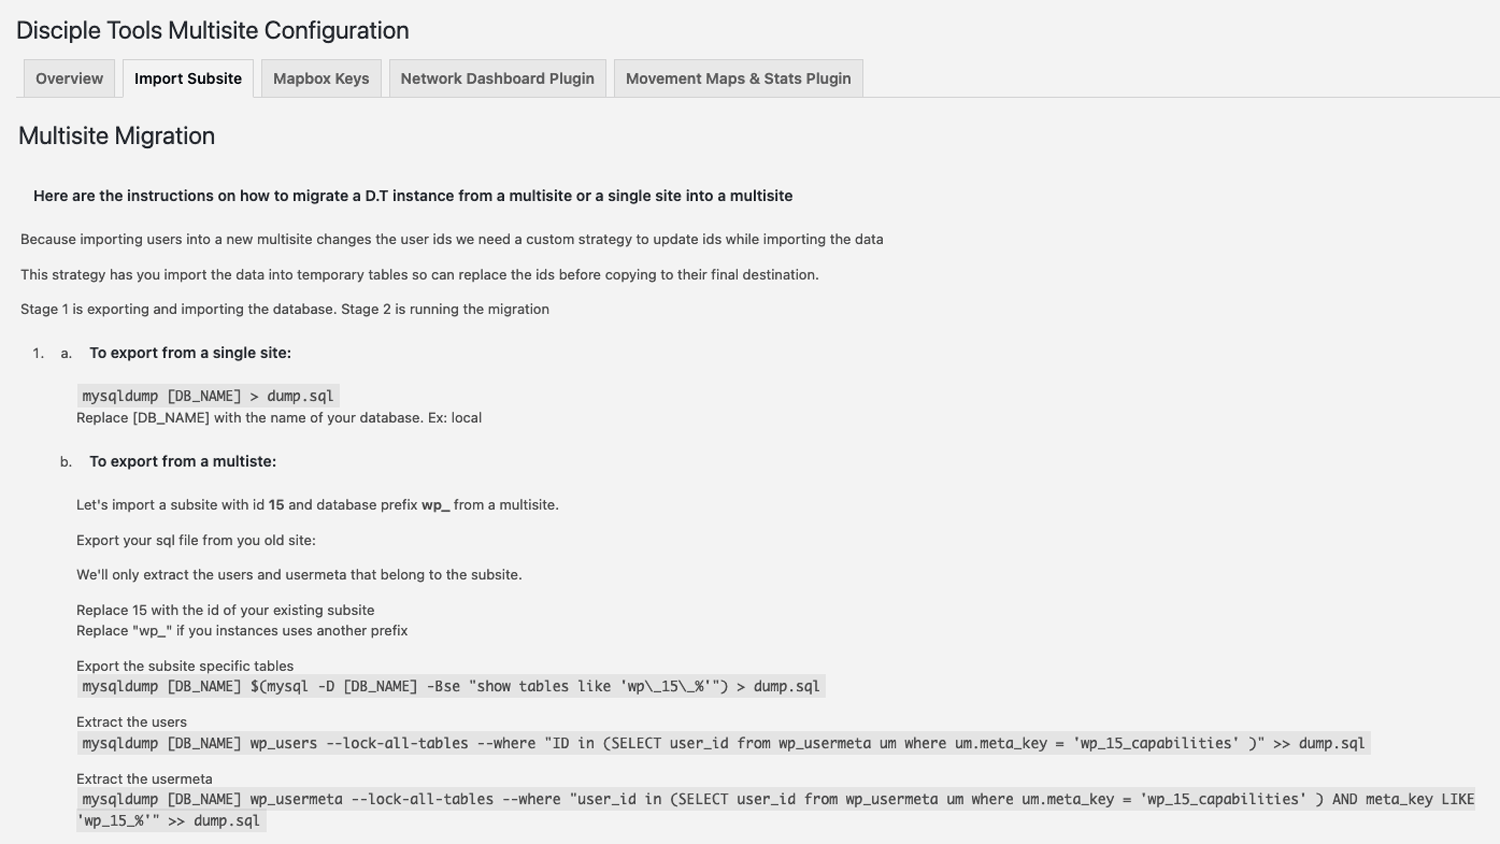 Disciple Tools Multisite Configuration
Overview Import Subsite Mapbox Keys Network Dashboard Plugin Movement Maps & Stats Plugin
Multisite Migration
Here are the instructions on how to migrate a D.T instance from a multisite or a single site into a multisite
Because importing users into a new multisite changes the user ids we need a custom strategy to update ids while importing the data
This strategy has you import the data into temporary tables so can replace the ids before copying to their final destination.
Stage 1 is exporting and importing the database. Stage 2 is running the migration
1. a. To export from a single site:
mysqldump [DB_NAME] > dump.sql
Replace [DB_NAME] with the name of your database. Ex: local
b. To export from a multiste:
Let's import a subsite with id 15 and database prefix wp_ from a multisite.
Export your sql file from you old site:
We'll only extract the users and usermeta that belong to the subsite.
Replace 15 with the id of your existing subsite
Replace "wp_" if you instances uses another prefix
Export the subsite specific tables
mysqldump [DB_NAME] $(mysql -D [DB_NAME] -Bse "show tables like 'wp\_15\_%'") > dump.sql
Extract the users
mysqldump [DB_NAME] wp_users --lock-all-tables --where "ID in (SELECT user_id from wp_usermeta um where um.meta_key = 'wp_15_capabilities' )" >> dump.sql
Extract the usermeta
mysqldump [DB_NAME] wp_usermeta --lock-all-tables --where "user_id in (SELECT user_id from wp_usermeta um where um.meta_key = 'wp_15_capabilities' ) AND meta_key LIKE
'wp_15_%'" >> dump.sql